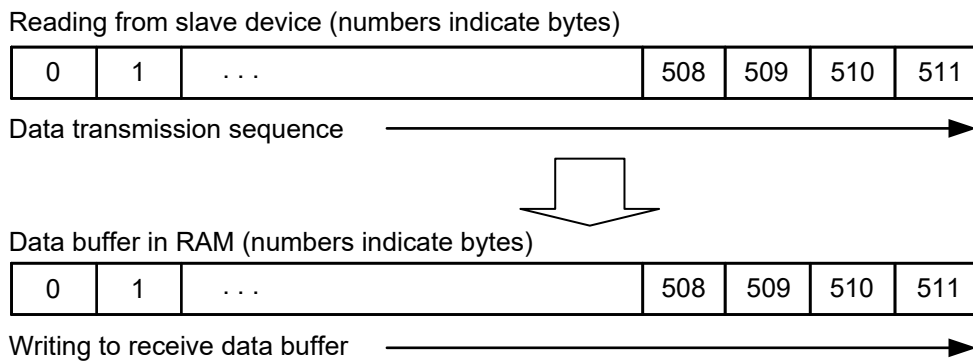 Reading from slave device (numbers indicate bytes)
0 1 . . . 508 509 510 511
Data transmission sequence
Data buffer in RAM (numbers indicate bytes)
0 1 . . . 508 509 510 511
Writing to receive data buffer